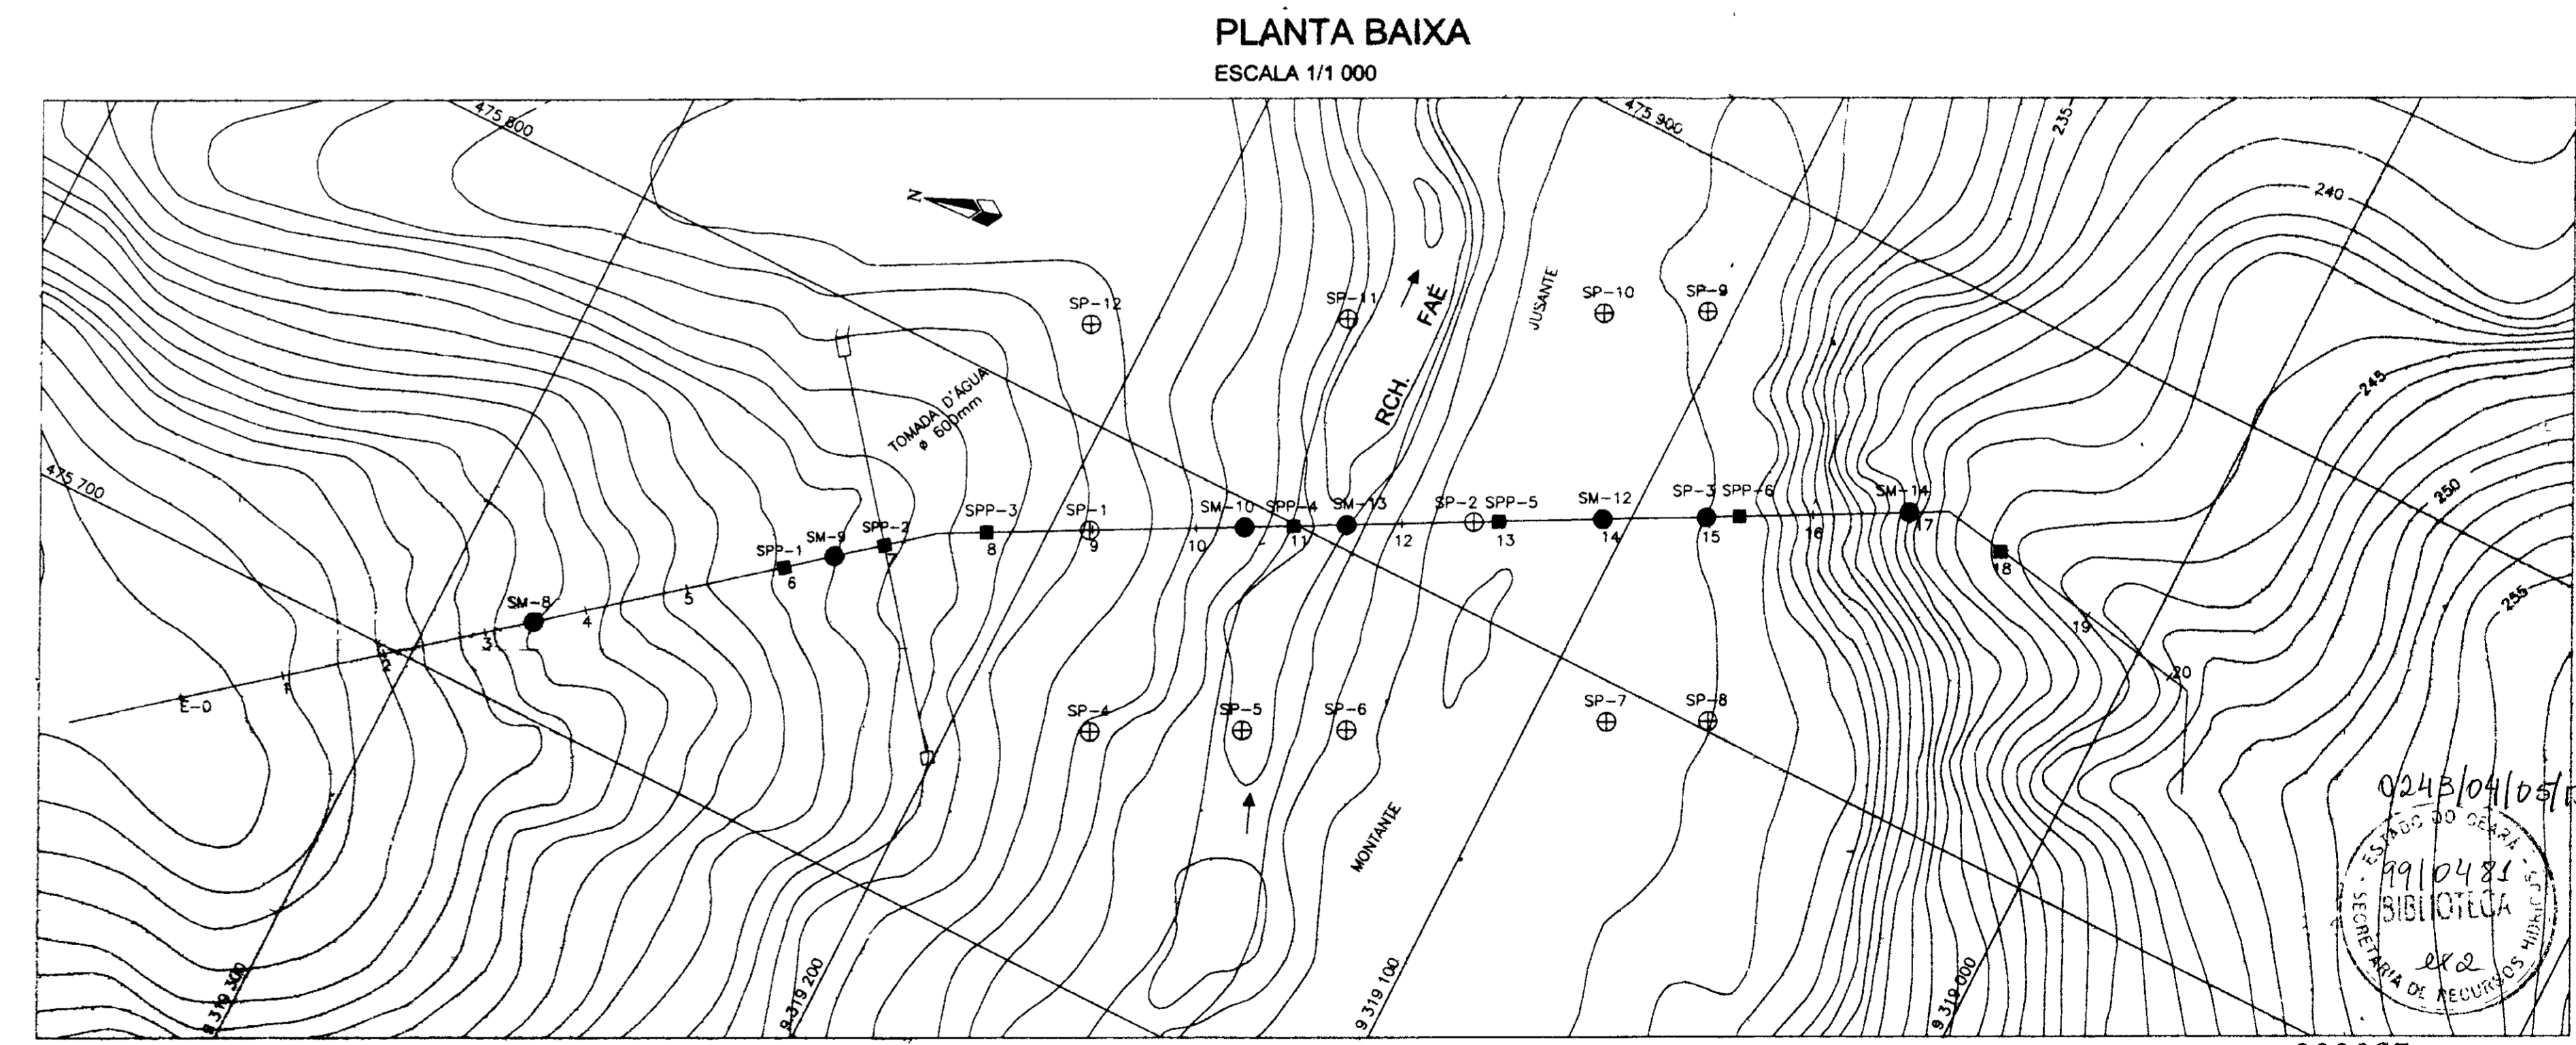 PLANTA BAIXA
ESCALA 1/1 000
475 800
475 900
235
240
N
SP-12
SP-11
SP-10
SP-9
JUSANTE
RCH. FAÉ
TOMADA D'ÁGUA
ø 600mm
245
250
255
475 700
SPP-3
SP-1
SM-10
SPP-4
SM-13
SP-2
SPP-5
SM-12
SP-3
SPP-6
SM-14
SPP-1
SM-9
SPP-2
SM-8
E-0
1
2
3
4
5
6
7
8
9
10
11
12
13
14
15
16
17
18
19
20
SP-4
SP-5
SP-6
SP-7
SP-8
MONTANTE
9 319 300
9 319 200
9 319 100
9 319 000
0243/04/05/
ESTADO DO CEARÁ - SECRETARIA DE RECURSOS HIDRICOS
99/0481
BIBLIOTECA
ex2